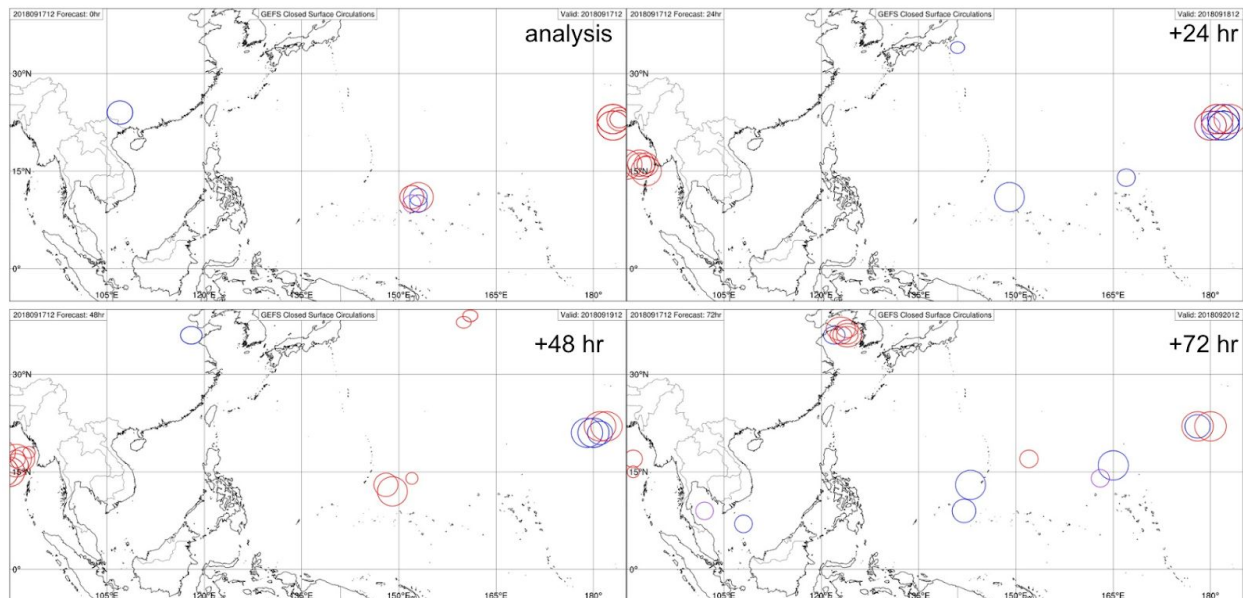 2018091712 Forecast: 0hr GEFS Closed Surface Circulations Valid: 2018091712
analysis
30°N
15°N
0°
105°E 120°E 135°E 150°E 165°E 180°
2018091712 Forecast: 24hr GEFS Closed Surface Circulations Valid: 2018091812
+24 hr
30°N
15°N
0°
105°E 120°E 135°E 150°E 165°E 180°
2018091712 Forecast: 48hr GEFS Closed Surface Circulations Valid: 2018091912
+48 hr
30°N
15°N
0°
105°E 120°E 135°E 150°E 165°E 180°
2018091712 Forecast: 72hr GEFS Closed Surface Circulations Valid: 2018092012
+72 hr
30°N
15°N
0°
105°E 120°E 135°E 150°E 165°E 180°